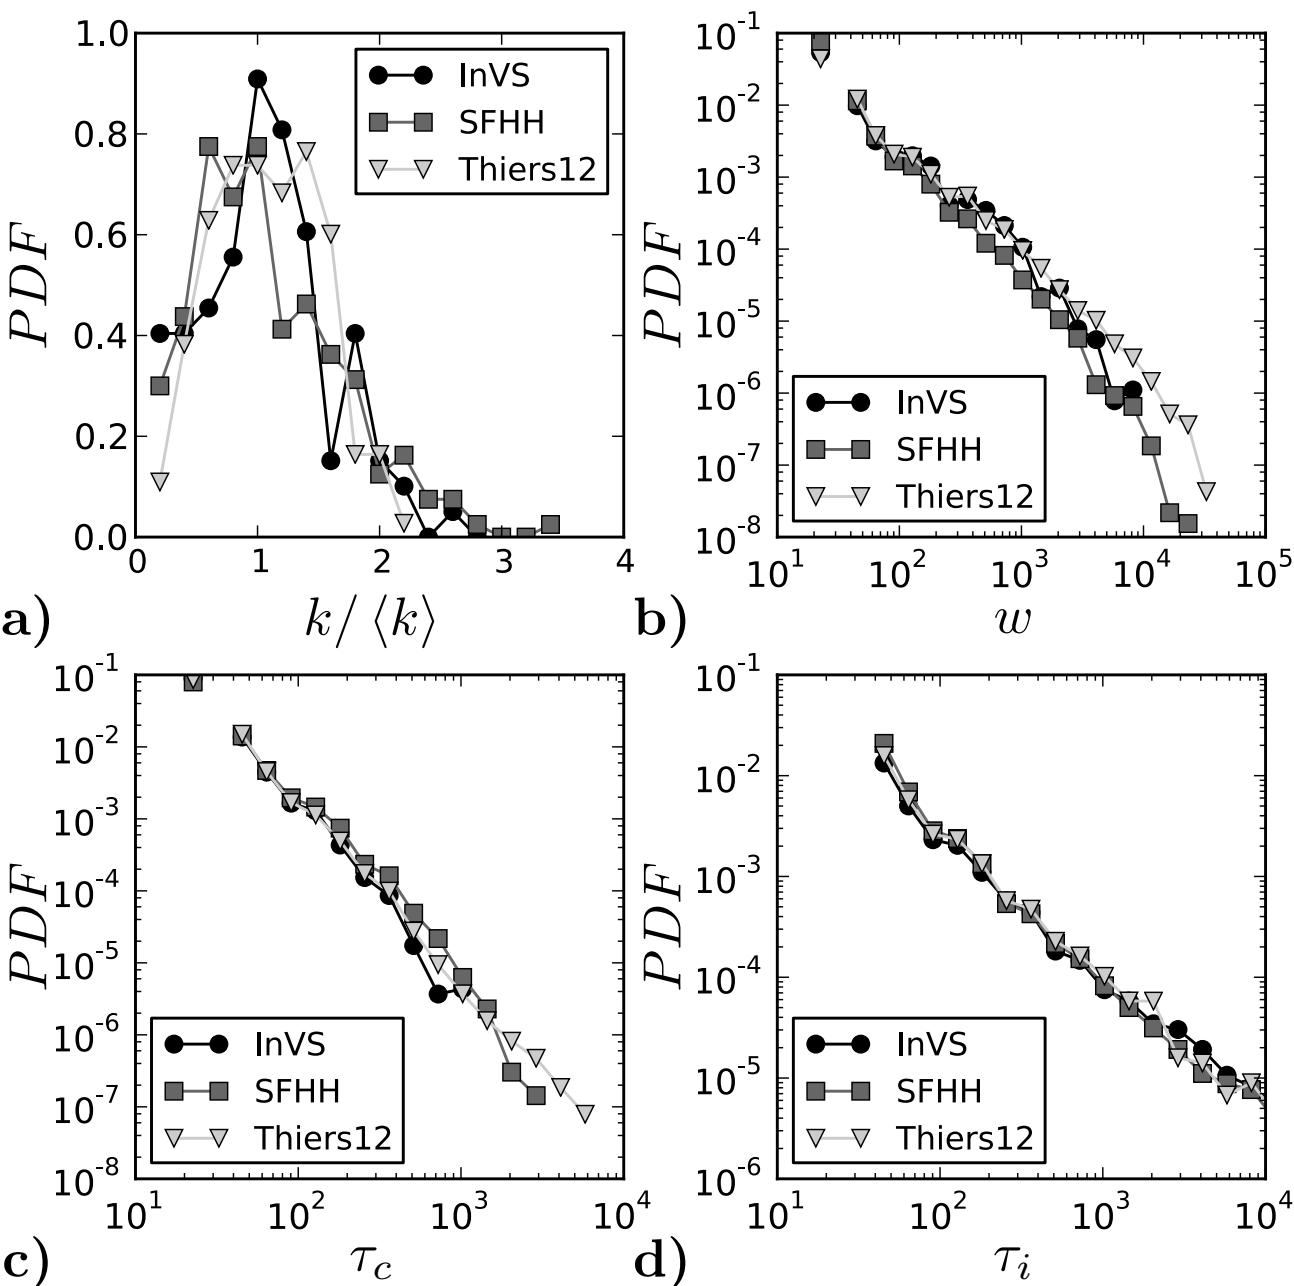 PDF
1.0
0.8
0.6
0.4
0.2
0.0
0 1 2 3 4
InVS
SFHH
Thiers12
a) k/⟨k⟩
PDF
10^-1
10^-2
10^-3
10^-4
10^-5
10^-6
10^-7
10^-8
10^1 10^2 10^3 10^4 10^5
InVS
SFHH
Thiers12
b) w
PDF
10^-1
10^-2
10^-3
10^-4
10^-5
10^-6
10^-7
10^-8
10^1 10^2 10^3 10^4
InVS
SFHH
Thiers12
c) τ_c
PDF
10^-1
10^-2
10^-3
10^-4
10^-5
10^-6
10^1 10^2 10^3 10^4
InVS
SFHH
Thiers12
d) τ_i